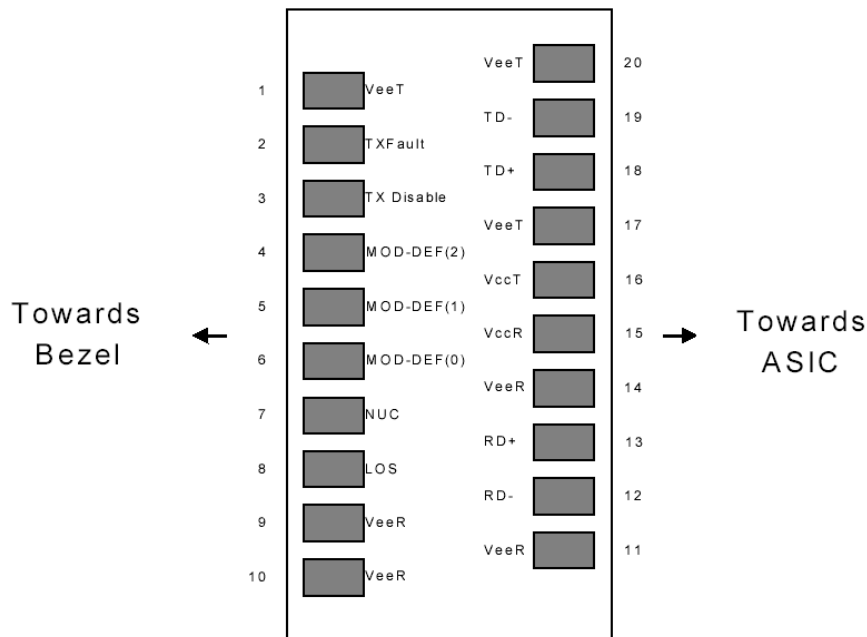 VeeT 20
1 VeeT
TD- 19
2 TXFault
TD+ 18
3 TX Disable
VeeT 17
4 MOD-DEF(2)
VccT 16
5 MOD-DEF(1)
Towards
Bezel
VccR 15
Towards
ASIC
6 MOD-DEF(0)
VeeR 14
7 NUC
RD+ 13
8 LOS
RD- 12
9 VeeR
VeeR 11
10 VeeR